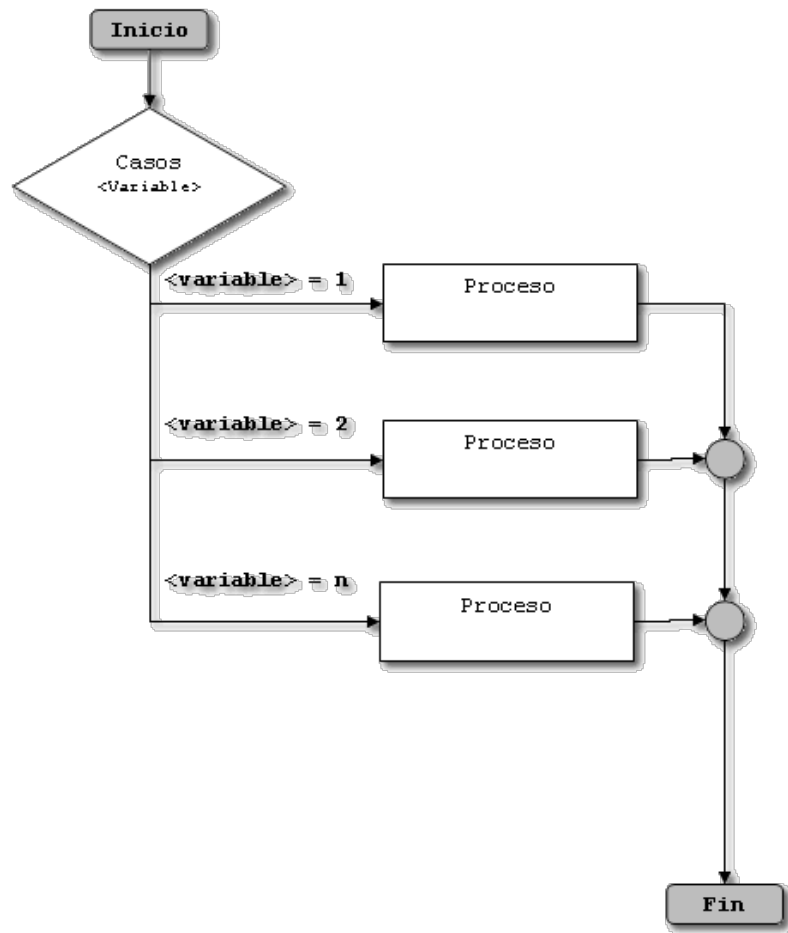 Inicio
Casos
<Variable>
<variable> = 1
Proceso
<variable> = 2
Proceso
<variable> = n
Proceso
Fin